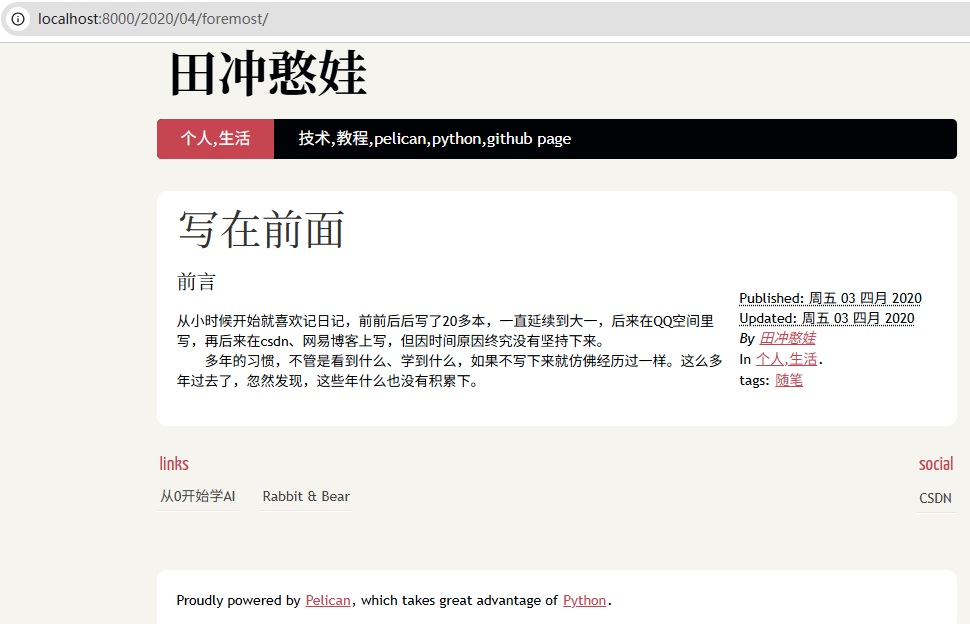 localhost:8000/2020/04/foremost/
田冲憨娃
个人,生活 技术,教程,pelican,python,github page
写在前面
前言
从小时候开始就喜欢记日记，前前后后写了20多本，一直延续到大一，后来在QQ空间里
写，再后来在csdn、网易博客上写，但因时间原因终究没有坚持下来。
多年的习惯，不管是看到什么、学到什么，如果不写下来就仿佛经历过一样。这么多
年过去了，忽然发现，这些年什么也没有积累下。
Published: 周五 03 四月 2020
Updated: 周五 03 四月 2020
By 田冲憨娃
In 个人,生活.
tags: 随笔
links
从0开始学AI Rabbit & Bear
social
CSDN
Proudly powered by Pelican, which takes great advantage of Python.